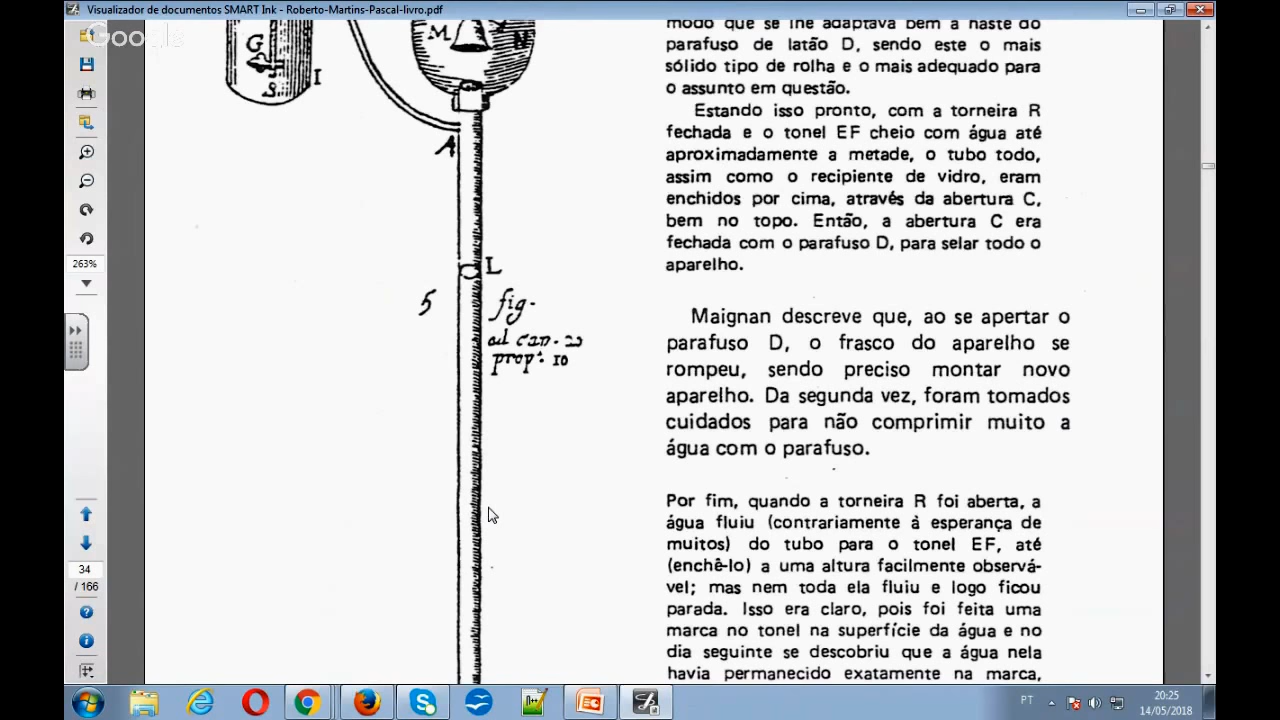 Visualizador de documentos SMART Ink - Roberto-Martins-Pascal-livro.pdf
Google
263%
34
/ 166
M
N
G
I
A
L
5 fig-
ad can. 20
prop.t 10
modo que se lhe adaptava bem à haste do
parafuso de latão D, sendo este o mais
sólido tipo de rolha e o mais adequado para
o assunto em questão.
Estando isso pronto, com a torneira R
fechada e o tonel EF cheio com água até
aproximadamente a metade, o tubo todo,
assim como o recipiente de vidro, eram
enchidos por cima, através da abertura C,
bem no topo. Então, a abertura C era
fechada com o parafuso D, para selar todo o
aparelho.
Maignan descreve que, ao se apertar o
parafuso D, o frasco do aparelho se
rompeu, sendo preciso montar novo
aparelho. Da segunda vez, foram tomados
cuidados para não comprimir muito a
água com o parafuso.
Por fim, quando a torneira R foi aberta, a
água fluiu (contrariamente à esperança de
muitos) do tubo para o tonel EF, até
(enchê-lo) a uma altura facilmente observá-
vel; mas nem toda ela fluiu e logo ficou
parada. Isso era claro, pois foi feita uma
marca no tonel na superfície da água e no
dia seguinte se descobriu que a água nela
havia permanecido exatamente na marca,
PT
20:25
14/05/2018